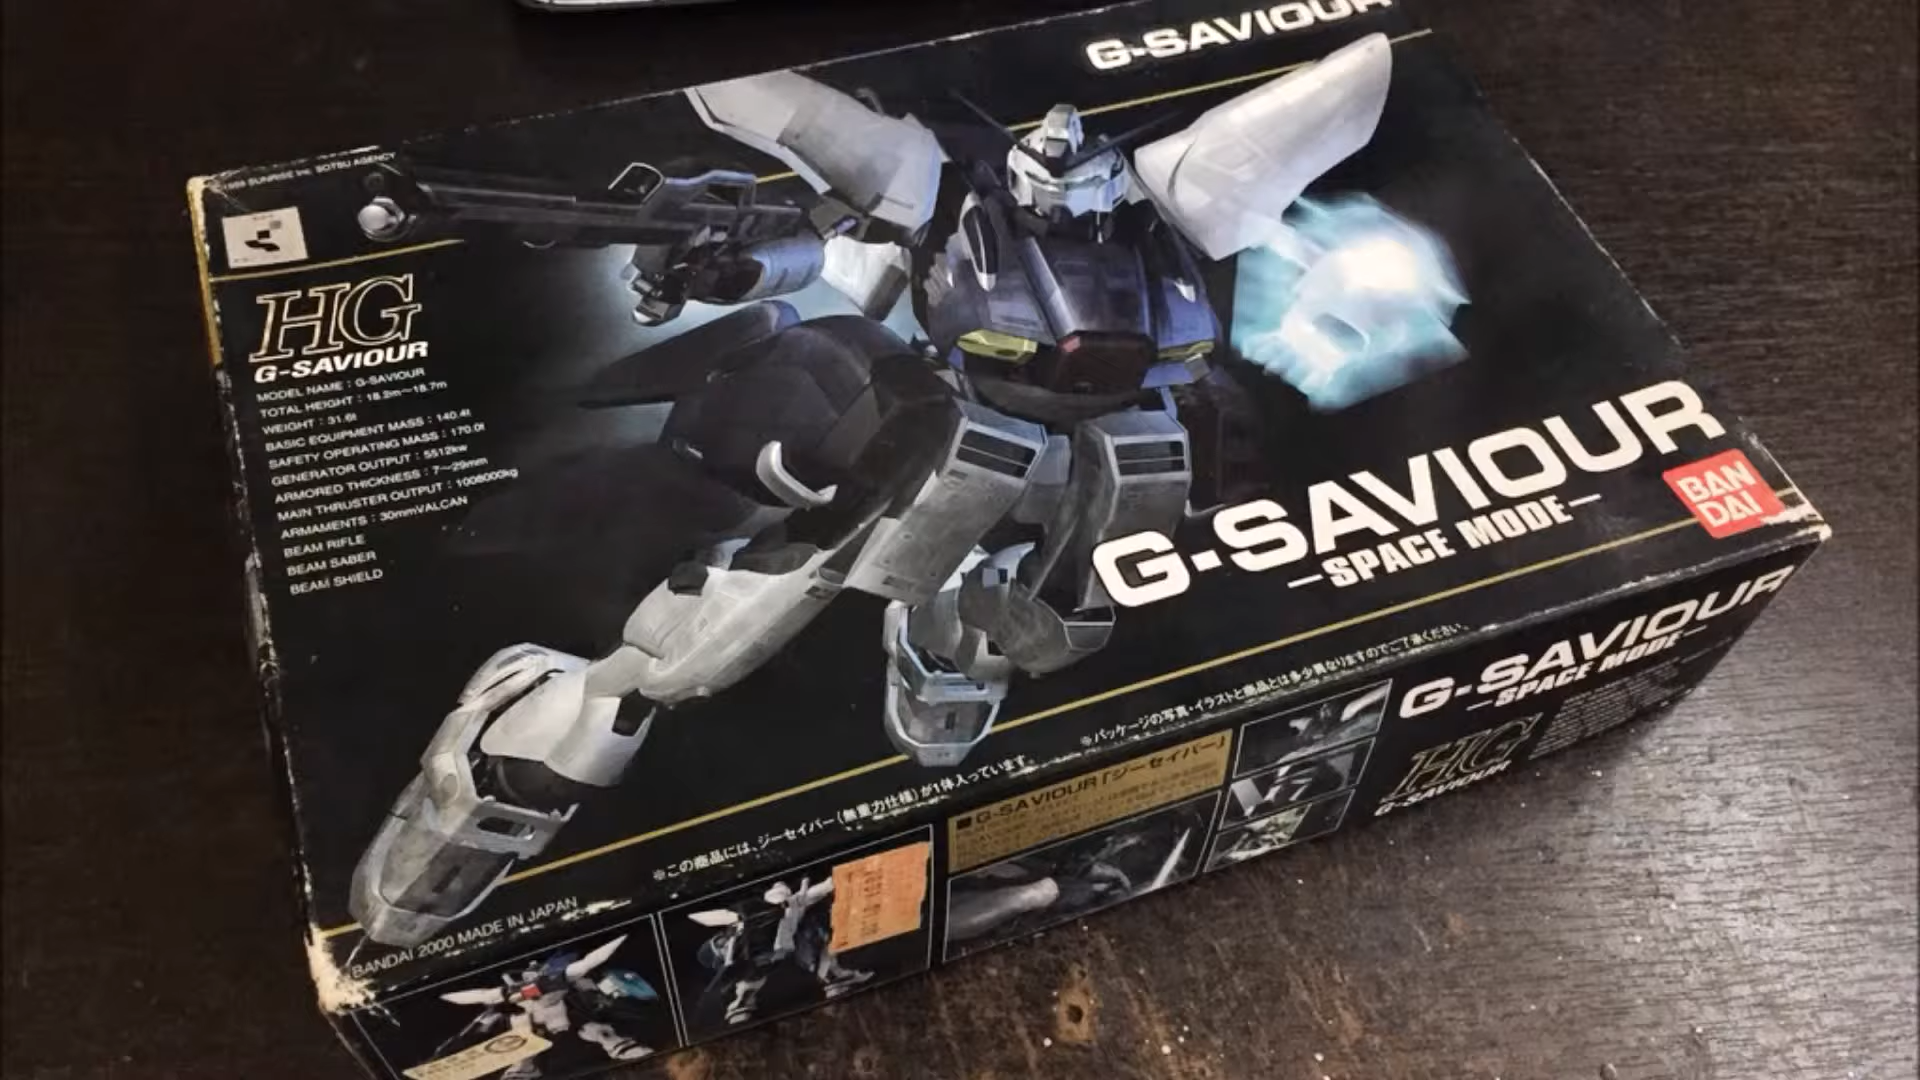 G-SAVIOUR
©1999 SUNRISE Inc. SOTSU AGENCY
HG
G-SAVIOUR
MODEL NAME : G-SAVIOUR
TOTAL HEIGHT : 18.2m～18.7m
WEIGHT : 31.6t
BASIC EQUIPMENT MASS : 140.4t
SAFETY OPERATING MASS : 170.0t
GENERATOR OUTPUT : 5512kw
ARMORED THICKNESS : 7～29mm
MAIN THRUSTER OUTPUT : 1008000kg
ARMAMENTS : 30mmVALCAN
BEAM RIFLE
BEAM SABER
BEAM SHIELD
G-SAVIOUR
-SPACE MODE-
BAN
DAI
※パッケージの写真・イラストと商品とは多少異なりますのでご了承ください。
※この商品には、ジーセイバー(無重力仕様)が1体入っています。
BANDAI 2000 MADE IN JAPAN
■G-SAVIOUR「ジーセイバー」
G-SAVIOUR
-SPACE MODE-
HG
G-SAVIOUR